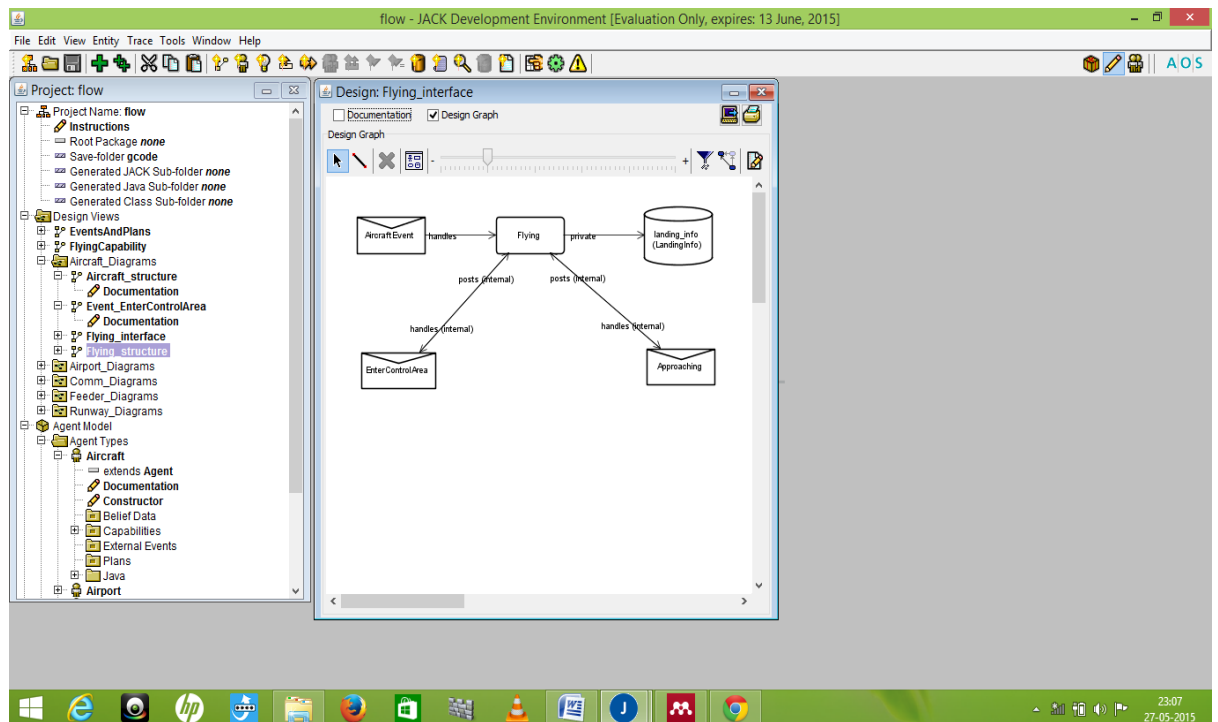 flow - JACK Development Environment [Evaluation Only, expires: 13 June, 2015]
File Edit View Entity Trace Tools Window Help
AOS
Project: flow
Project Name: flow
Instructions
Root Package none
Save-folder gcode
Generated JACK Sub-folder none
Generated Java Sub-folder none
Generated Class Sub-folder none
Design Views
EventsAndPlans
FlyingCapability
Aircraft_Diagrams
Aircraft_structure
Documentation
Event_EnterControlArea
Documentation
Flying_interface
Flying_structure
Airport_Diagrams
Comm_Diagrams
Feeder_Diagrams
Runway_Diagrams
Agent Model
Agent Types
Aircraft
extends Agent
Documentation
Constructor
Belief Data
Capabilities
External Events
Plans
Java
Airport
Design: Flying_interface
Documentation Design Graph
Design Graph
- +
AircraftEvent handles Flying private landing_info
(LandingInfo)
posts (internal) posts (internal)
handles (internal) handles (internal)
EnterControlArea Approaching
hp W J
23:07
27-05-2015